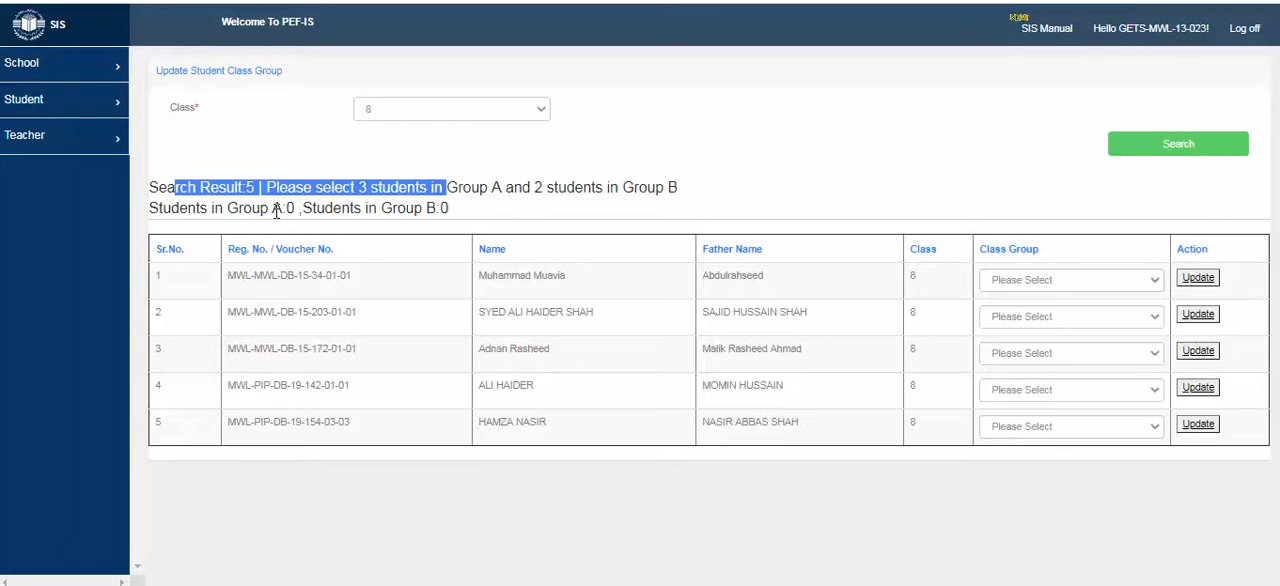 SIS
Welcome To PEF-IS
SIS Manual
Hello GETS-MWL-13-023!
Log off
School
Student
Teacher
Update Student Class Group
Class*
8
Search
Search Result:5 | Please select 3 students in Group A and 2 students in Group B
Students in Group A:0 ,Students in Group B:0
Sr.No. Reg. No. / Voucher No. Name Father Name Class Class Group Action
1 MWL-MWL-DB-15-34-01-01 Muhammad Muavia Abdulrahseed 8 Please Select Update
2 MWL-MWL-DB-15-203-01-01 SYED ALI HAIDER SHAH SAJID HUSSAIN SHAH 8 Please Select Update
3 MWL-MWL-DB-15-172-01-01 Adnan Rasheed Malik Rasheed Ahmad 8 Please Select Update
4 MWL-PIP-DB-19-142-01-01 ALI HAIDER MOMIN HUSSAIN 8 Please Select Update
5 MWL-PIP-DB-19-154-03-03 HAMZA NASIR NASIR ABBAS SHAH 8 Please Select Update